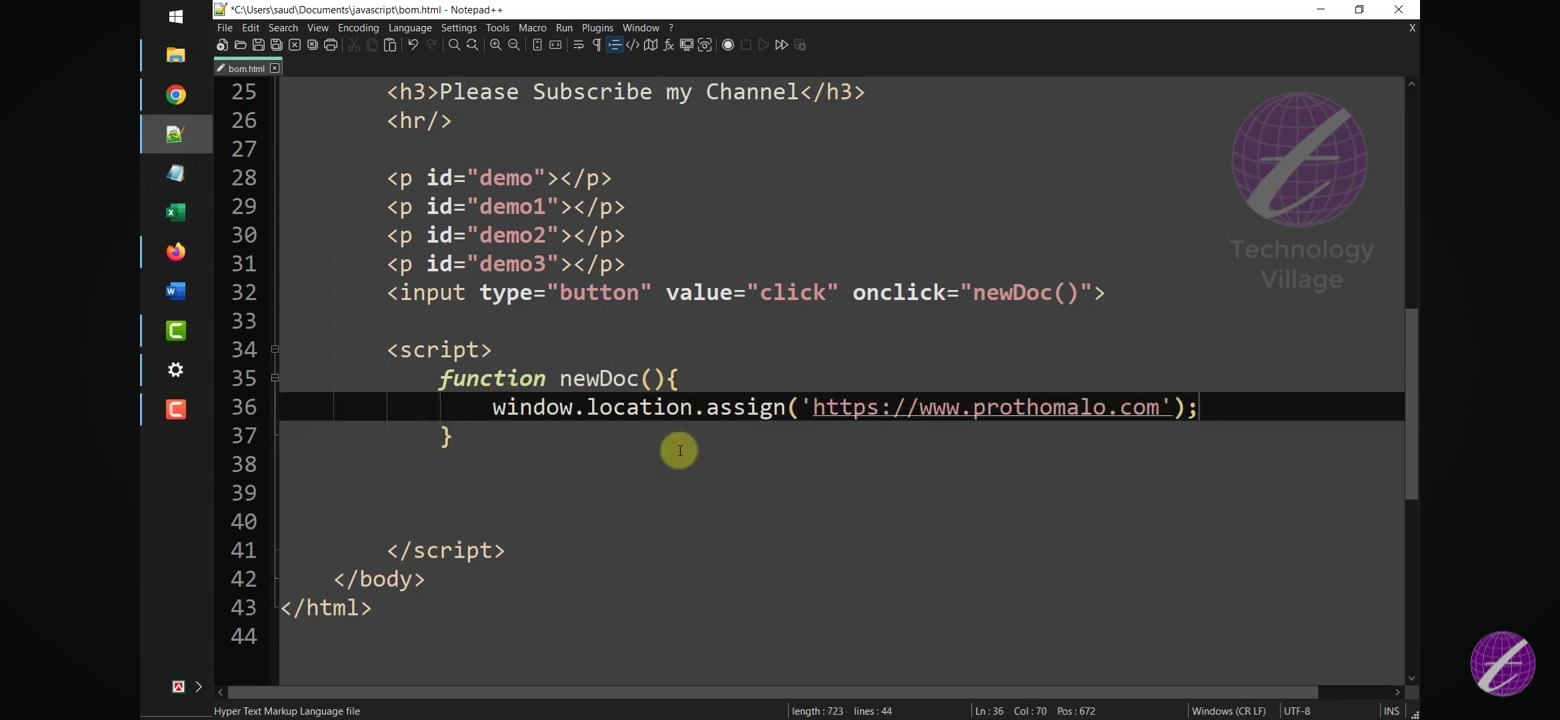 *C:\Users\saud\Documents\javascript\bom.html - Notepad++
File Edit Search View Encoding Language Settings Tools Macro Run Plugins Window ? X
bom.html
25 <h3>Please Subscribe my Channel</h3>
26 <hr/>
27
28 <p id="demo"></p>
29 <p id="demo1"></p>
30 <p id="demo2"></p>
31 <p id="demo3"></p>
32 <input type="button" value="click" onclick="newDoc()">
33
34 <script>
35 function newDoc(){
36 window.location.assign('https://www.prothomalo.com');
37 }
38
39
40
41 </script>
42 </body>
43 </html>
44
Technology
Village
Hyper Text Markup Language file length : 723 lines : 44 Ln : 36 Col : 70 Pos : 672 Windows (CR LF) UTF-8 INS